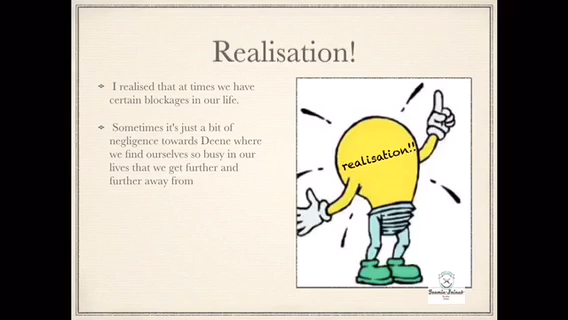 Realisation!
I realised that at times we have
certain blockages in our life.
Sometimes it's just a bit of
negligence towards Deene where
we find ourselves so busy in our
lives that we get further and
further away from
realisation!!